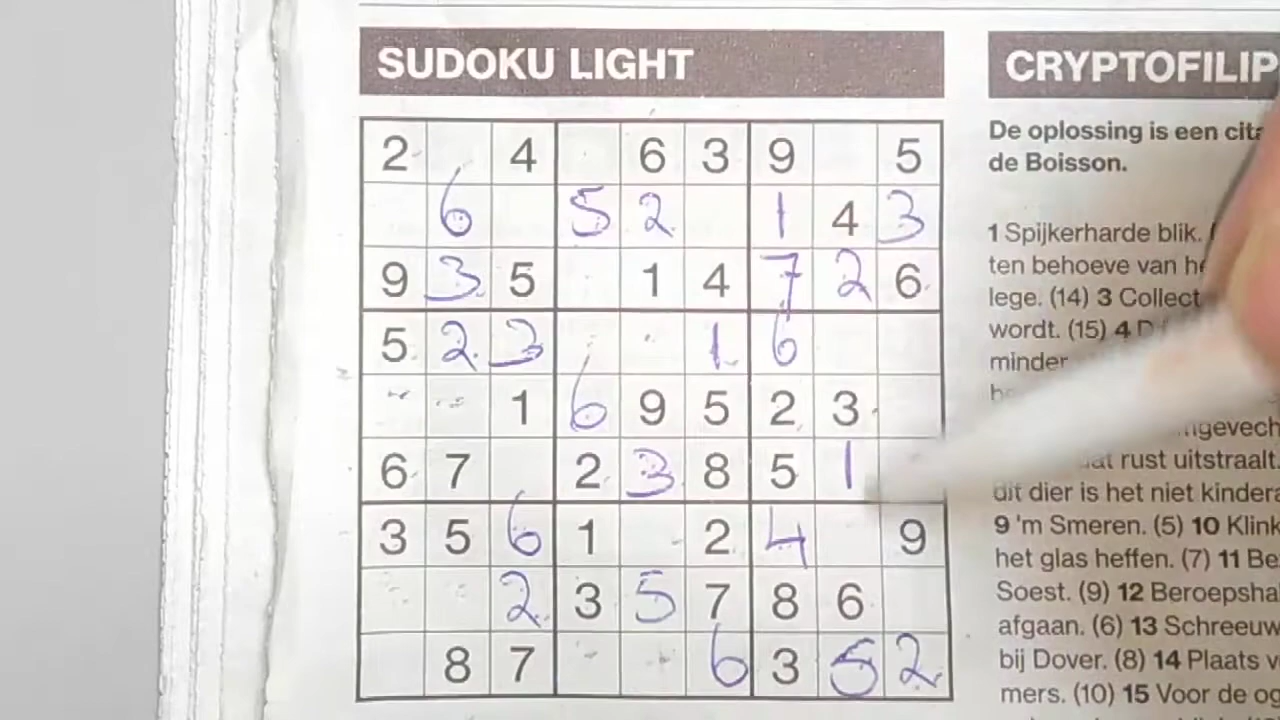 SUDOKU LIGHT
2 4 6 3 9 5
6 5 2 1 4 3
9 3 5 1 4 7 2 6
5 2 3 1 6
1 6 9 5 2 3
6 7 2 3 8 5 1
3 5 6 1 2 4 9
2 3 5 7 8 6
8 7 6 3 5 2
CRYPTOFILIP
De oplossing is een cita
de Boisson.
1 Spijkerharde blik.
ten behoeve van he
lege. (14) 3 Collect
wordt. (15) 4 D
minder
gevech
at rust uitstraalt.
dit dier is het niet kindera
9 'm Smeren. (5) 10 Klink
het glas heffen. (7) 11 Be
Soest. (9) 12 Beroepsha
afgaan. (6) 13 Schreeuw
bij Dover. (8) 14 Plaats v
mers. (10) 15 Voor de og